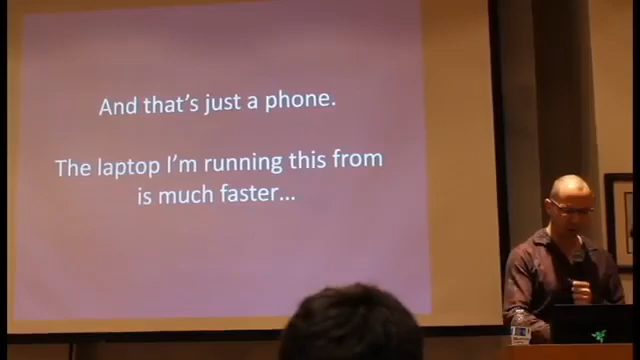 And that's just a phone.
The laptop I'm running this from
is much faster...